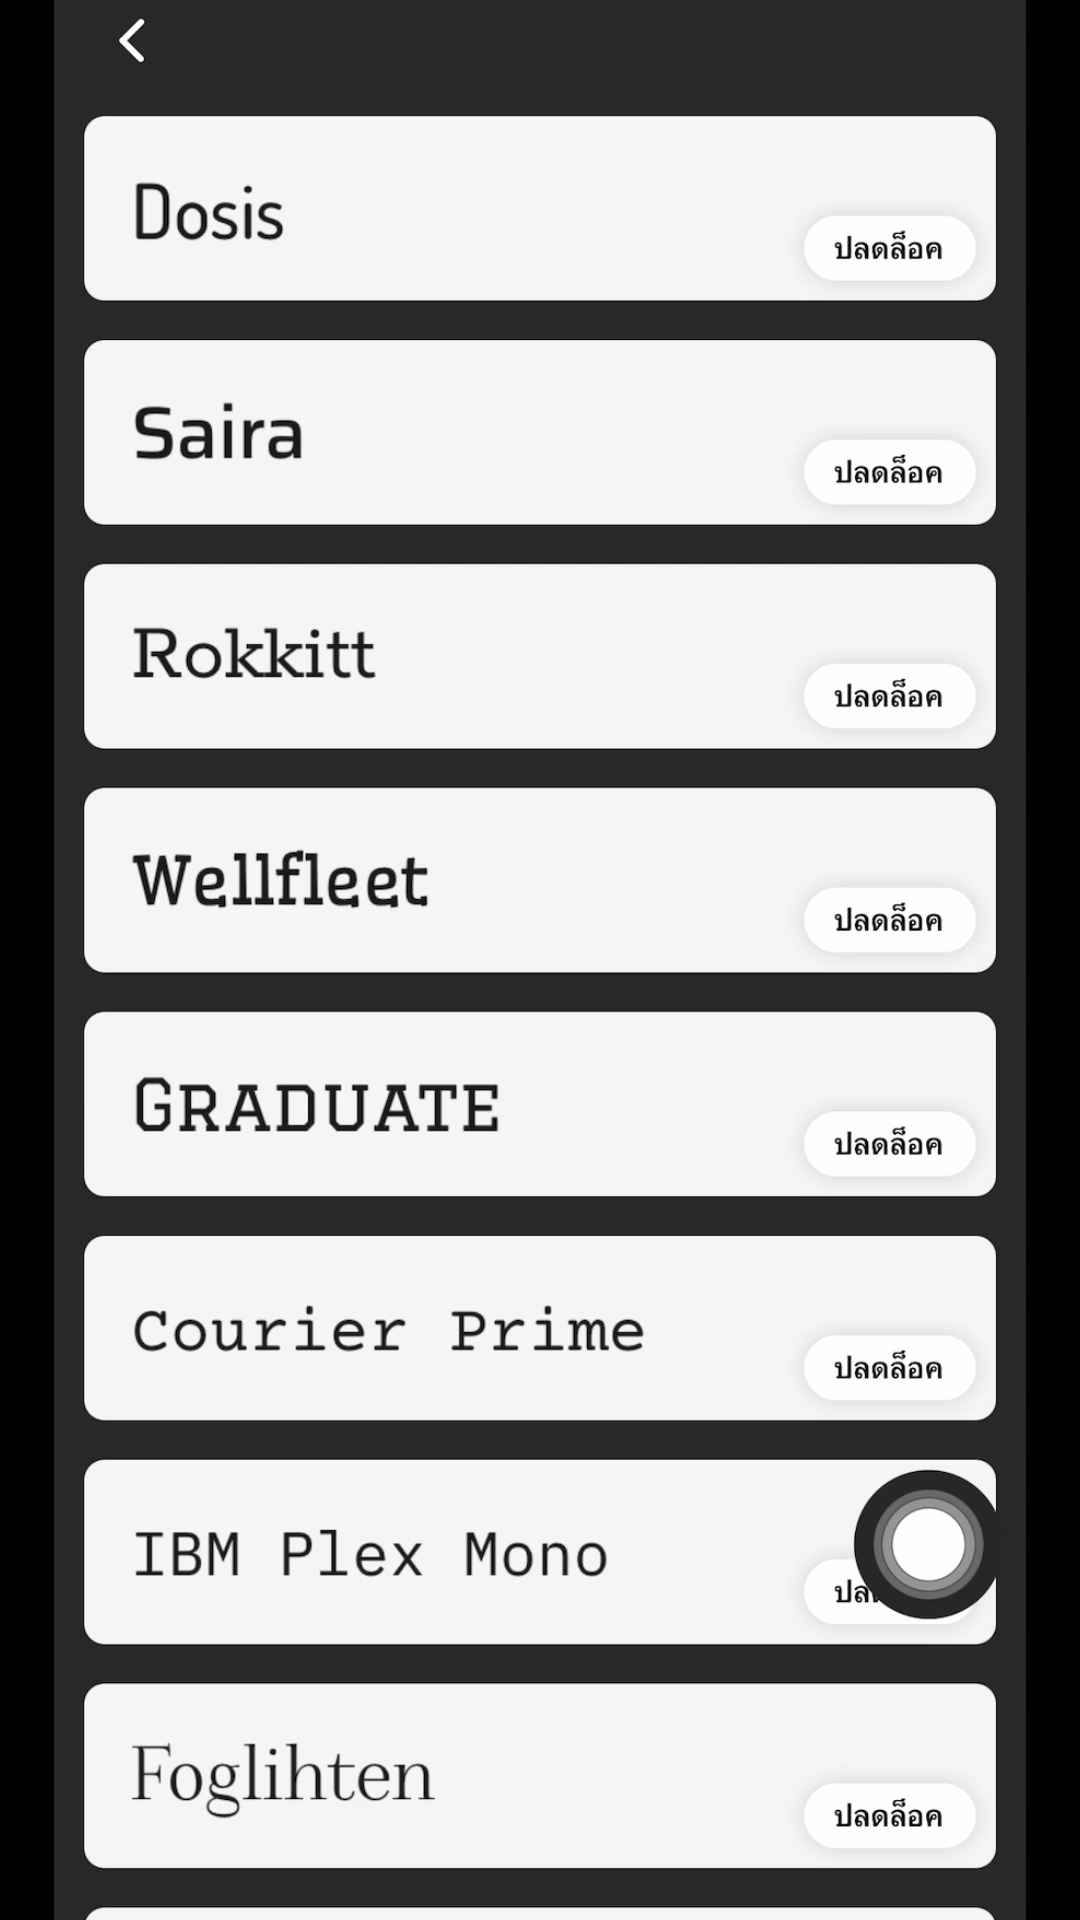 Dosis
ปลดล็อค
Saira
ปลดล็อค
Rokkitt
ปลดล็อค
Wellfleet
ปลดล็อค
GRADUATE
ปลดล็อค
Courier Prime
ปลดล็อค
IBM Plex Mono
Foglihten
ปลดล็อค